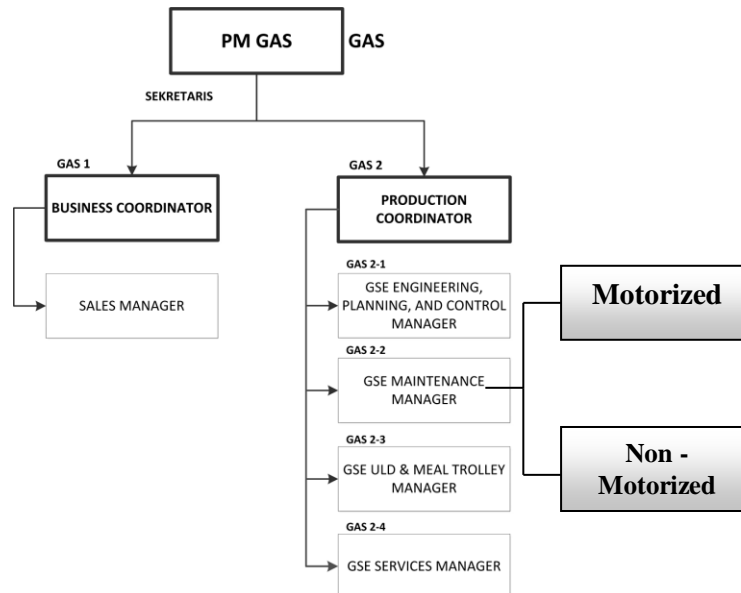 PM GAS
GAS
SEKRETARIS
GAS 1
BUSINESS COORDINATOR
SALES MANAGER
GAS 2
PRODUCTION
COORDINATOR
GAS 2-1
GSE ENGINEERING,
PLANNING, AND CONTROL
MANAGER
GAS 2-2
GSE MAINTENANCE
MANAGER
GAS 2-3
GSE ULD & MEAL TROLLEY
MANAGER
GAS 2-4
GSE SERVICES MANAGER
Motorized
Non -
Motorized